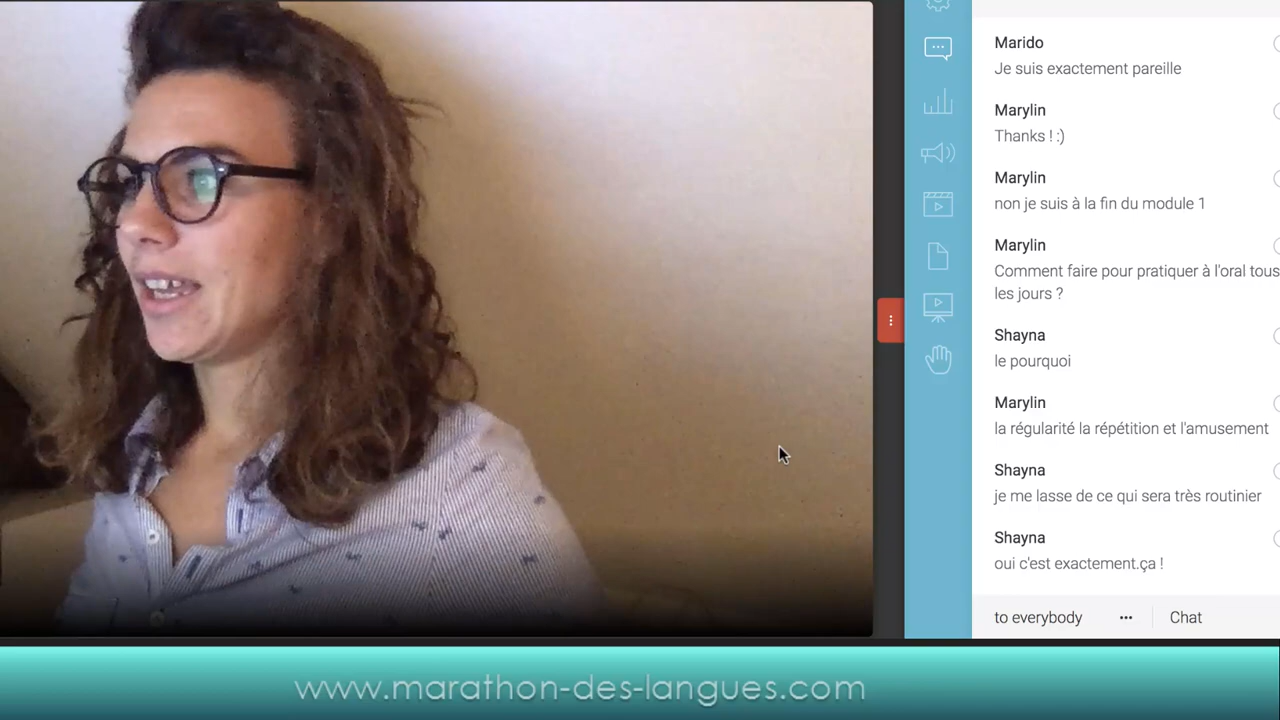 Marido
Je suis exactement pareille
Marylin
Thanks ! :)
Marylin
non je suis à la fin du module 1
Marylin
Comment faire pour pratiquer à l'oral tous
les jours ?
Shayna
le pourquoi
Marylin
la régularité la répétition et l'amusement
Shayna
je me lasse de ce qui sera très routinier
Shayna
oui c'est exactement.ça !
to everybody ••• Chat
www.marathon-des-langues.com